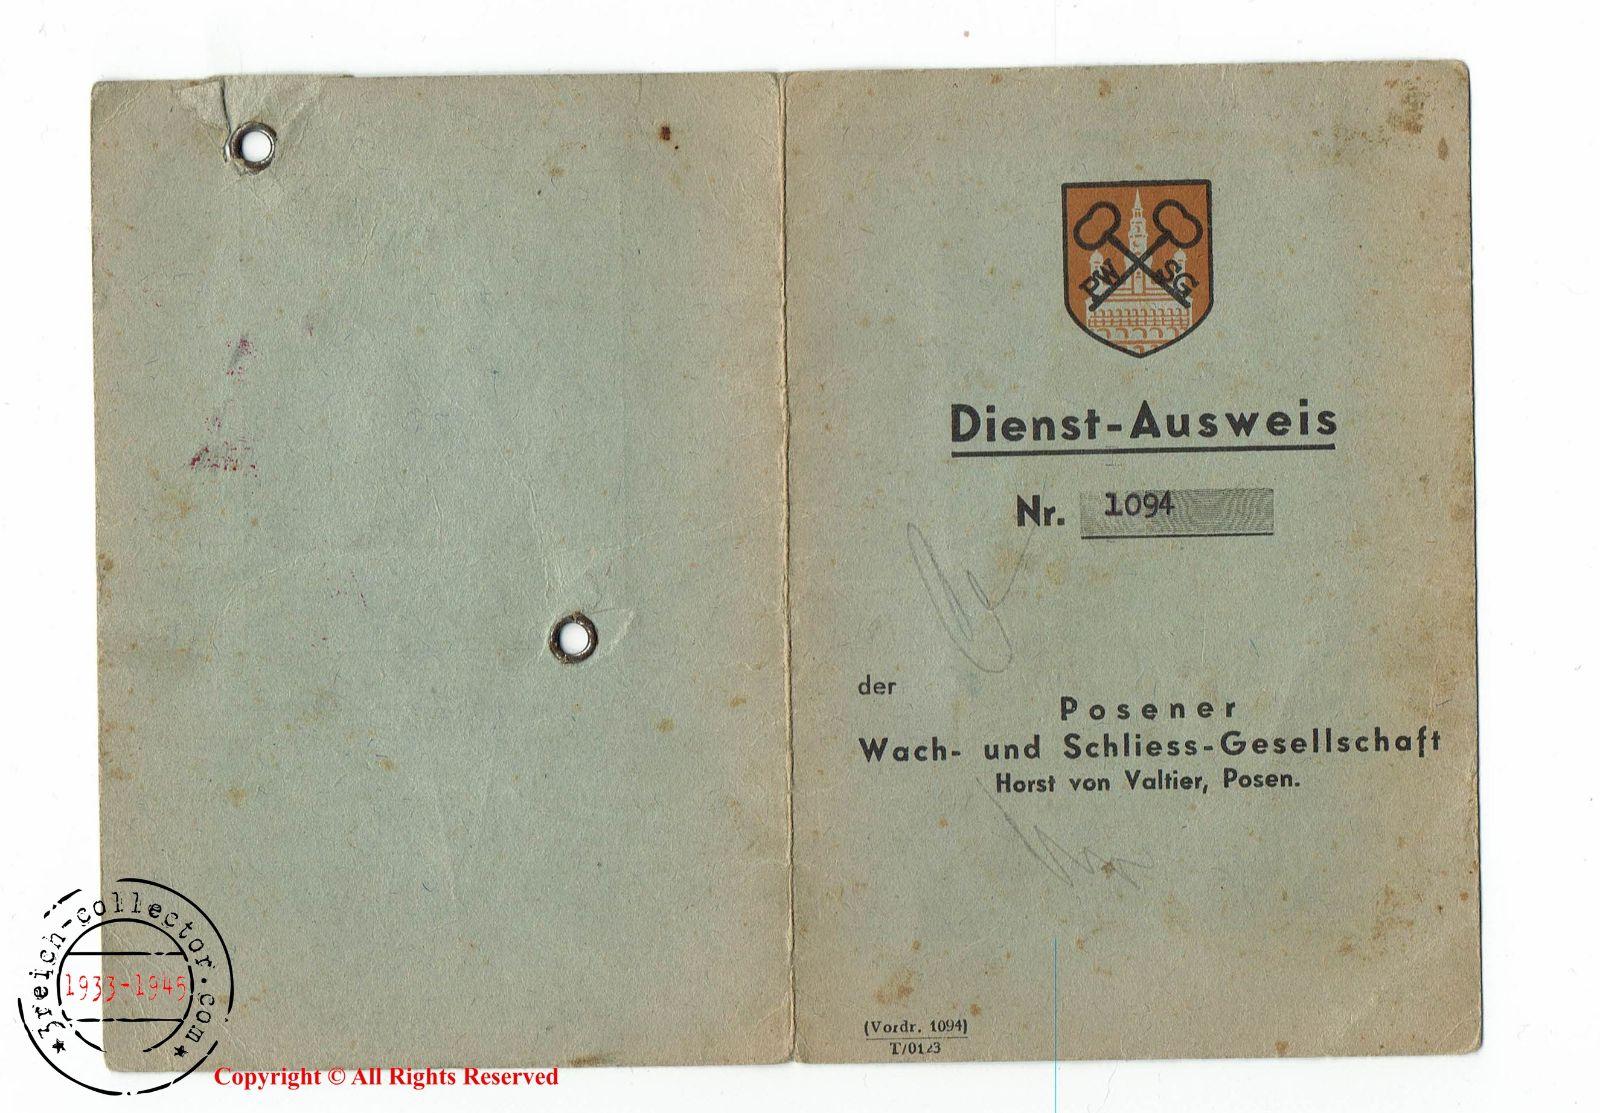 PW SG
Dienst-Ausweis
Nr. 1094
der
Posener
Wach- und Schliess-Gesellschaft
Horst von Valtier, Posen.
(Vordr. 1094)
T/0123
3reich-collector.com
1933-1945
Copyright © All Rights Reserved